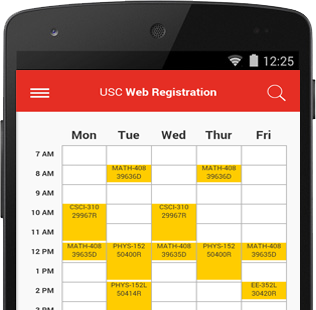 12:25
USC Web Registration
Mon Tue Wed Thur Fri
7 AM
8 AM MATH-408 MATH-408
39636D 39636D
9 AM
10 AM CSCI-310 CSCI-310
29967R 29967R
11 AM
12 PM MATH-408 PHYS-152 MATH-408 PHYS-152 MATH-408
39635D 50400R 39635D 50400R 39635D
1 PM
2 PM PHYS-152L EE-352L
50414R 30420R
3 PM